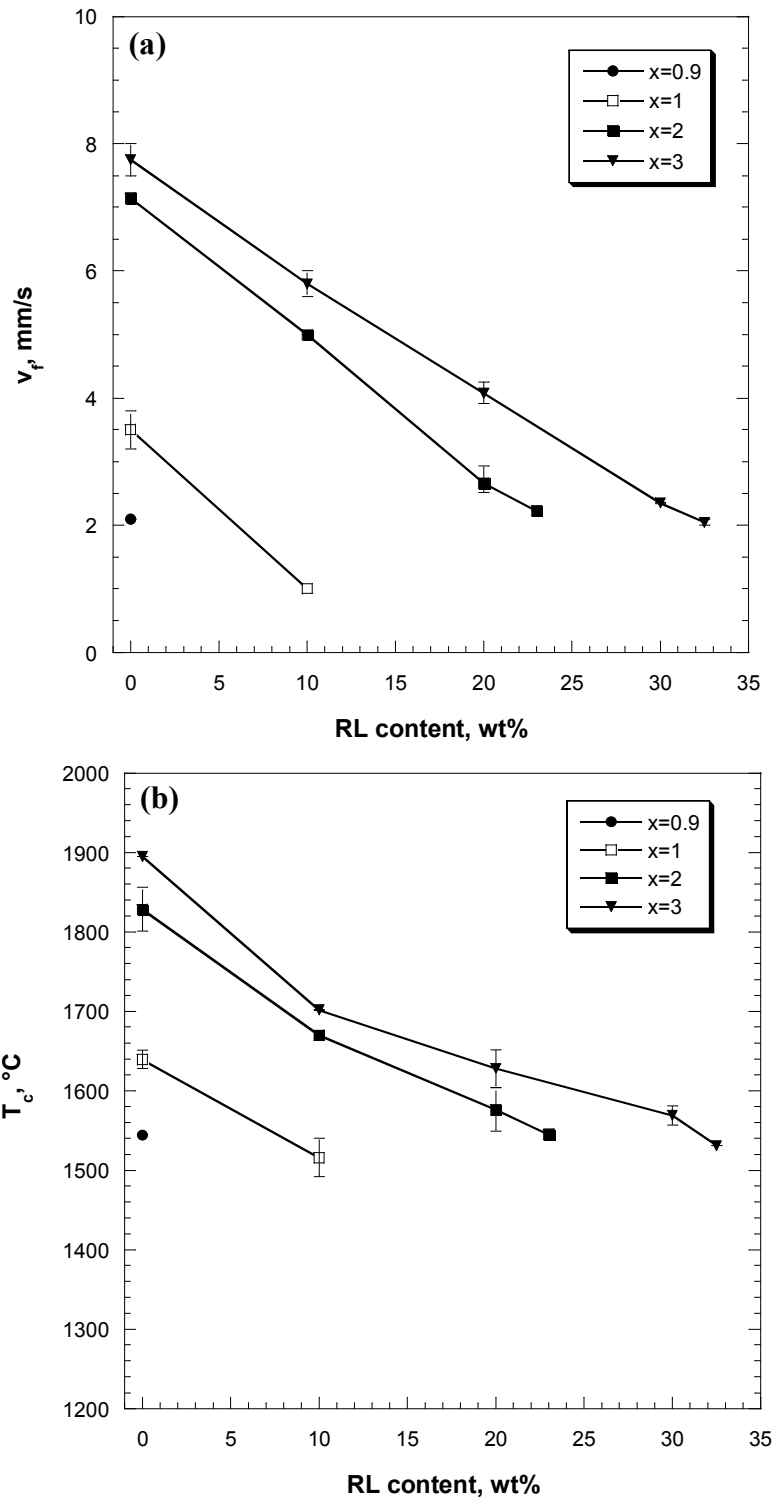 (a)
x=0.9
x=1
x=2
x=3
10
8
6
4
2
0
v_f, mm/s
0 5 10 15 20 25 30 35
RL content, wt%
(b)
x=0.9
x=1
x=2
x=3
2000
1900
1800
1700
1600
1500
1400
1300
1200
T_c, °C
0 5 10 15 20 25 30 35
RL content, wt%